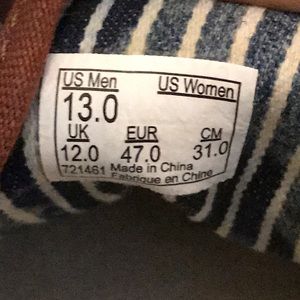 US Men US Women
13.0
UK EUR CM
12.0 47.0 31.0
721461 Made in China
Fabrique en Chine